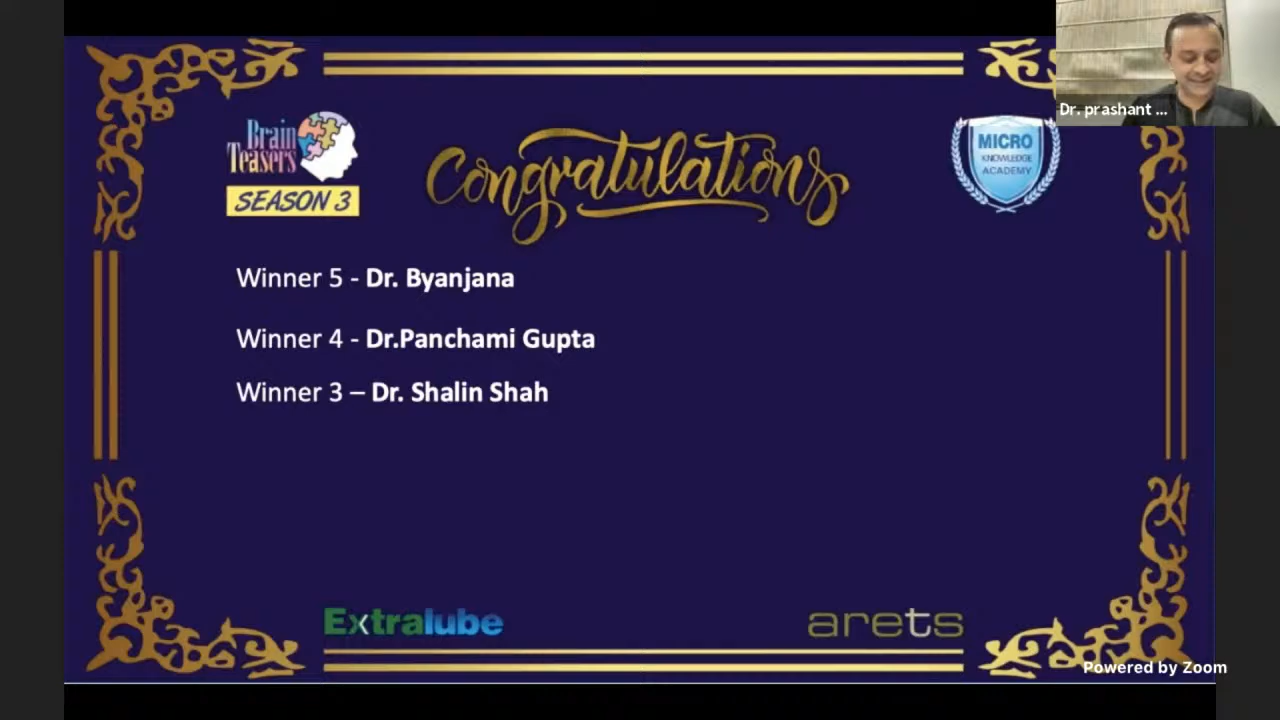 Dr. prashant ...
Brain
Teasers
SEASON 3
Congratulations
MICRO
KNOWLEDGE
ACADEMY
Winner 5 - Dr. Byanjana
Winner 4 - Dr.Panchami Gupta
Winner 3 – Dr. Shalin Shah
Extralube
arets
Powered by Zoom